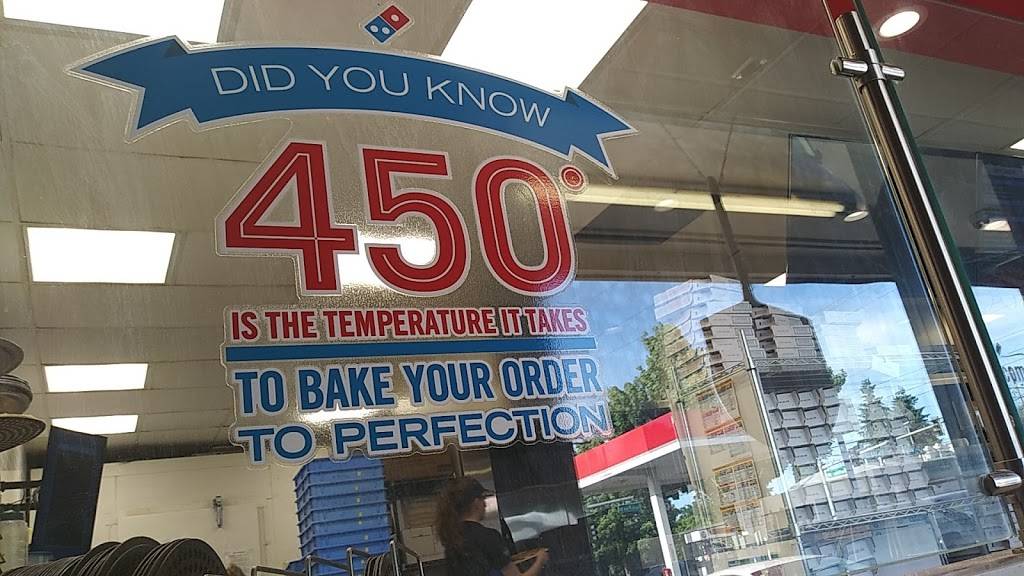 DID YOU KNOW
450°
IS THE TEMPERATURE IT TAKES
TO BAKE YOUR ORDER
TO PERFECTION